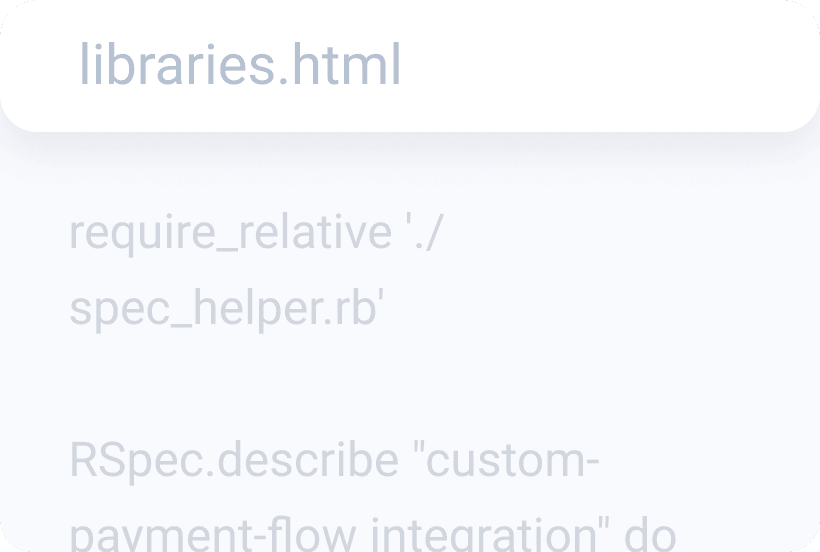 libraries.html
require_relative './
spec_helper.rb'
RSpec.describe "custom-
payment-flow integration" do